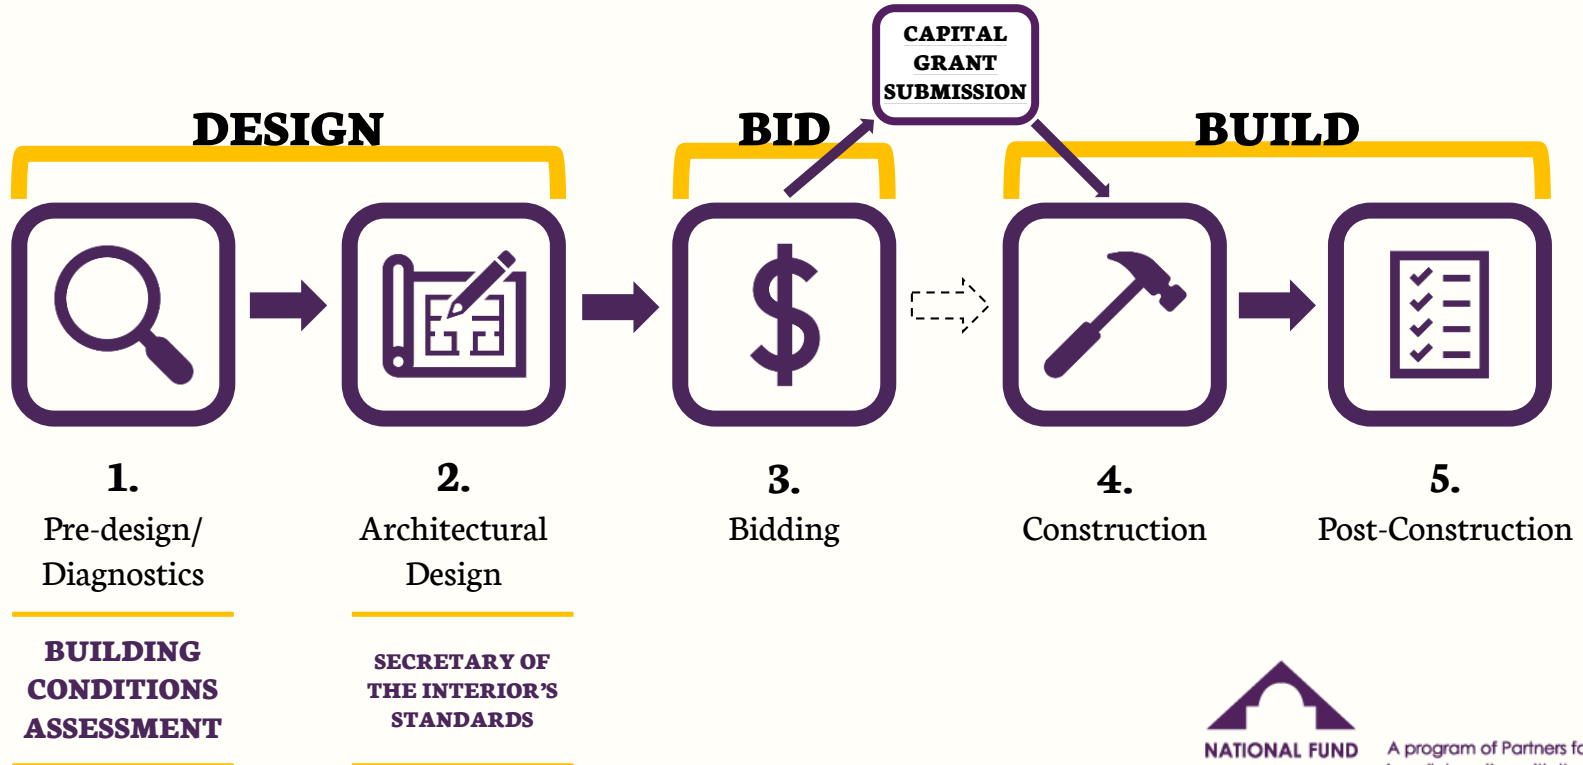 CAPITAL
GRANT
SUBMISSION
DESIGN
BID
BUILD
1.
Pre-design/
Diagnostics
2.
Architectural
Design
3.
Bidding
4.
Construction
5.
Post-Construction
BUILDING
CONDITIONS
ASSESSMENT
SECRETARY OF
THE INTERIOR’S
STANDARDS
NATIONAL FUND
A program of Partners